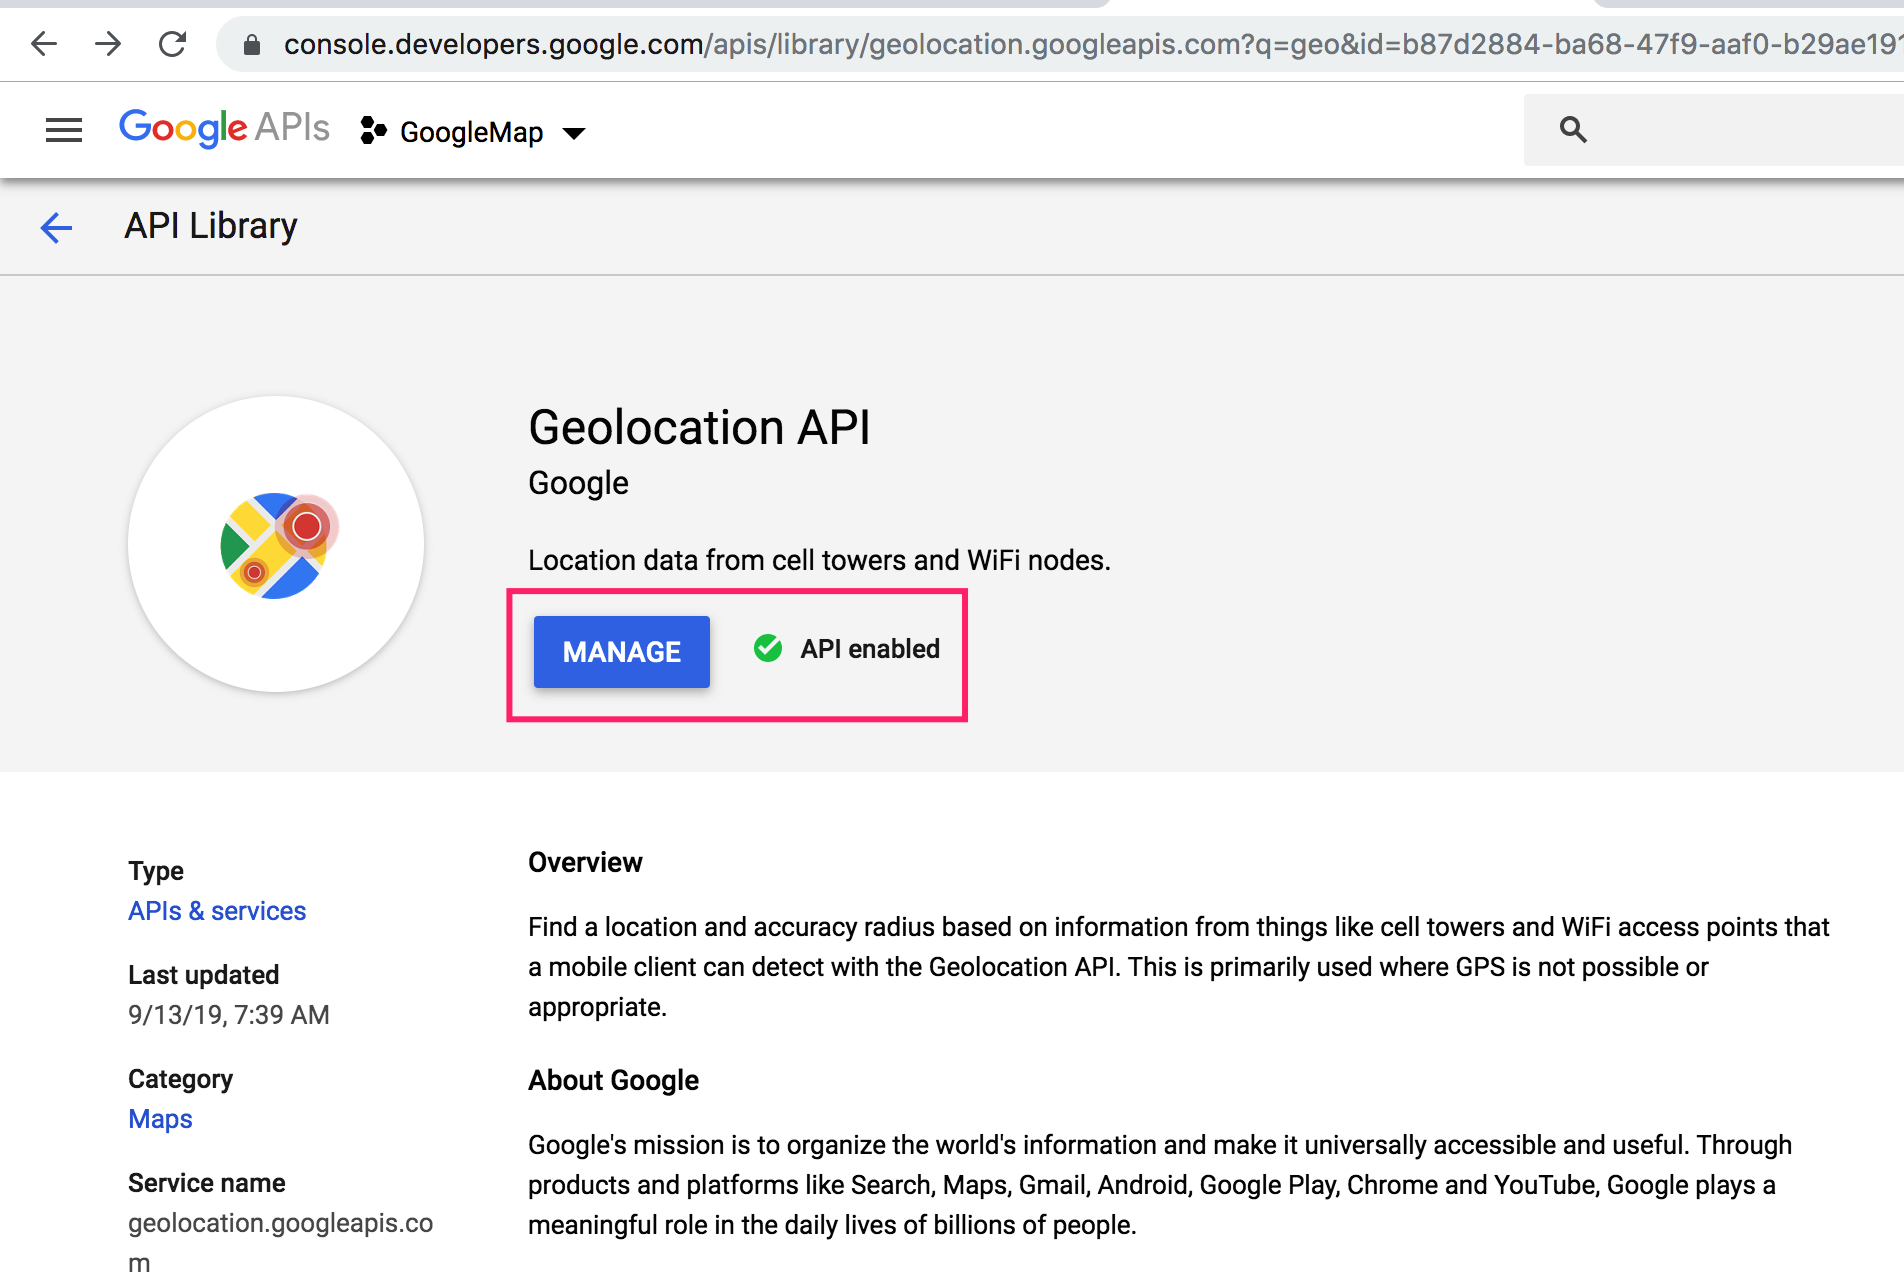 console.developers.google.com/apis/library/geolocation.googleapis.com?q=geo&id=b87d2884-ba68-47f9-aaf0-b29ae191
Google APIs GoogleMap
API Library
Geolocation API
Google
Location data from cell towers and WiFi nodes.
MANAGE API enabled
Type
APIs & services
Last updated
9/13/19, 7:39 AM
Category
Maps
Service name
geolocation.googleapis.co
m
Overview
Find a location and accuracy radius based on information from things like cell towers and WiFi access points that
a mobile client can detect with the Geolocation API. This is primarily used where GPS is not possible or
appropriate.
About Google
Google's mission is to organize the world's information and make it universally accessible and useful. Through
products and platforms like Search, Maps, Gmail, Android, Google Play, Chrome and YouTube, Google plays a
meaningful role in the daily lives of billions of people.